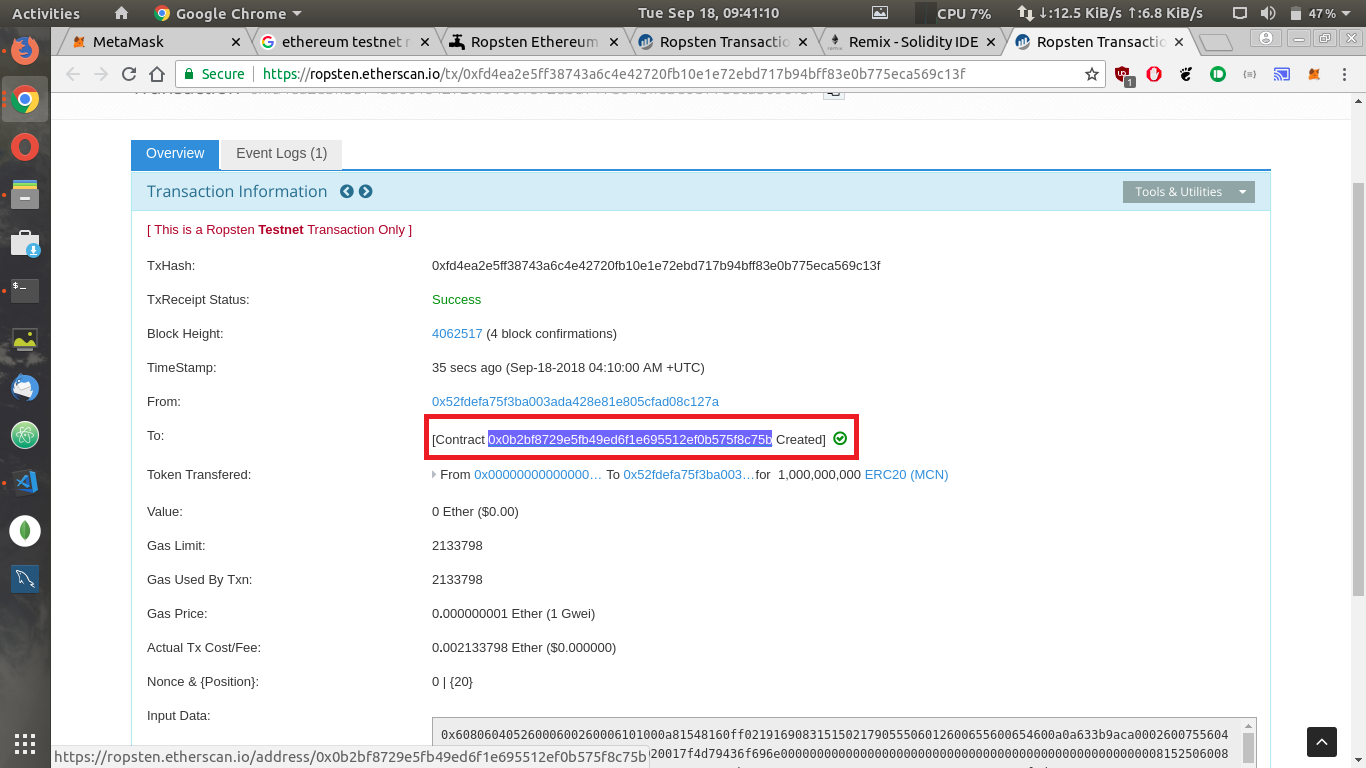 Activities
Google Chrome
Tue Sep 18, 09:41:10
CPU 7%
↓:12.5 KiB/s ↑:6.8 KiB/s
47%
MetaMask
ethereum testnet r
Ropsten Ethereum
Ropsten Transactio
Remix - Solidity IDE
Ropsten Transactio
Secure
https://ropsten.etherscan.io/tx/0xfd4ea2e5ff38743a6c4e42720fb10e1e72ebd717b94bff83e0b775eca569c13f
1
Overview
Event Logs (1)
Transaction Information
Tools & Utilities
[ This is a Ropsten Testnet Transaction Only ]
TxHash: 0xfd4ea2e5ff38743a6c4e42720fb10e1e72ebd717b94bff83e0b775eca569c13f
TxReceipt Status: Success
Block Height: 4062517 (4 block confirmations)
TimeStamp: 35 secs ago (Sep-18-2018 04:10:00 AM +UTC)
From: 0x52fdefa75f3ba003ada428e81e805cfad08c127a
To: [Contract 0x0b2bf8729e5fb49ed6f1e695512ef0b575f8c75b Created]
Token Transfered: From 0x00000000000000… To 0x52fdefa75f3ba003…for 1,000,000,000 ERC20 (MCN)
Value: 0 Ether ($0.00)
Gas Limit: 2133798
Gas Used By Txn: 2133798
Gas Price: 0.000000001 Ether (1 Gwei)
Actual Tx Cost/Fee: 0.002133798 Ether ($0.000000)
Nonce & {Position}: 0 | {20}
Input Data:
https://ropsten.etherscan.io/address/0x0b2bf8729e5fb49ed6f1e695512ef0b575f8c75b